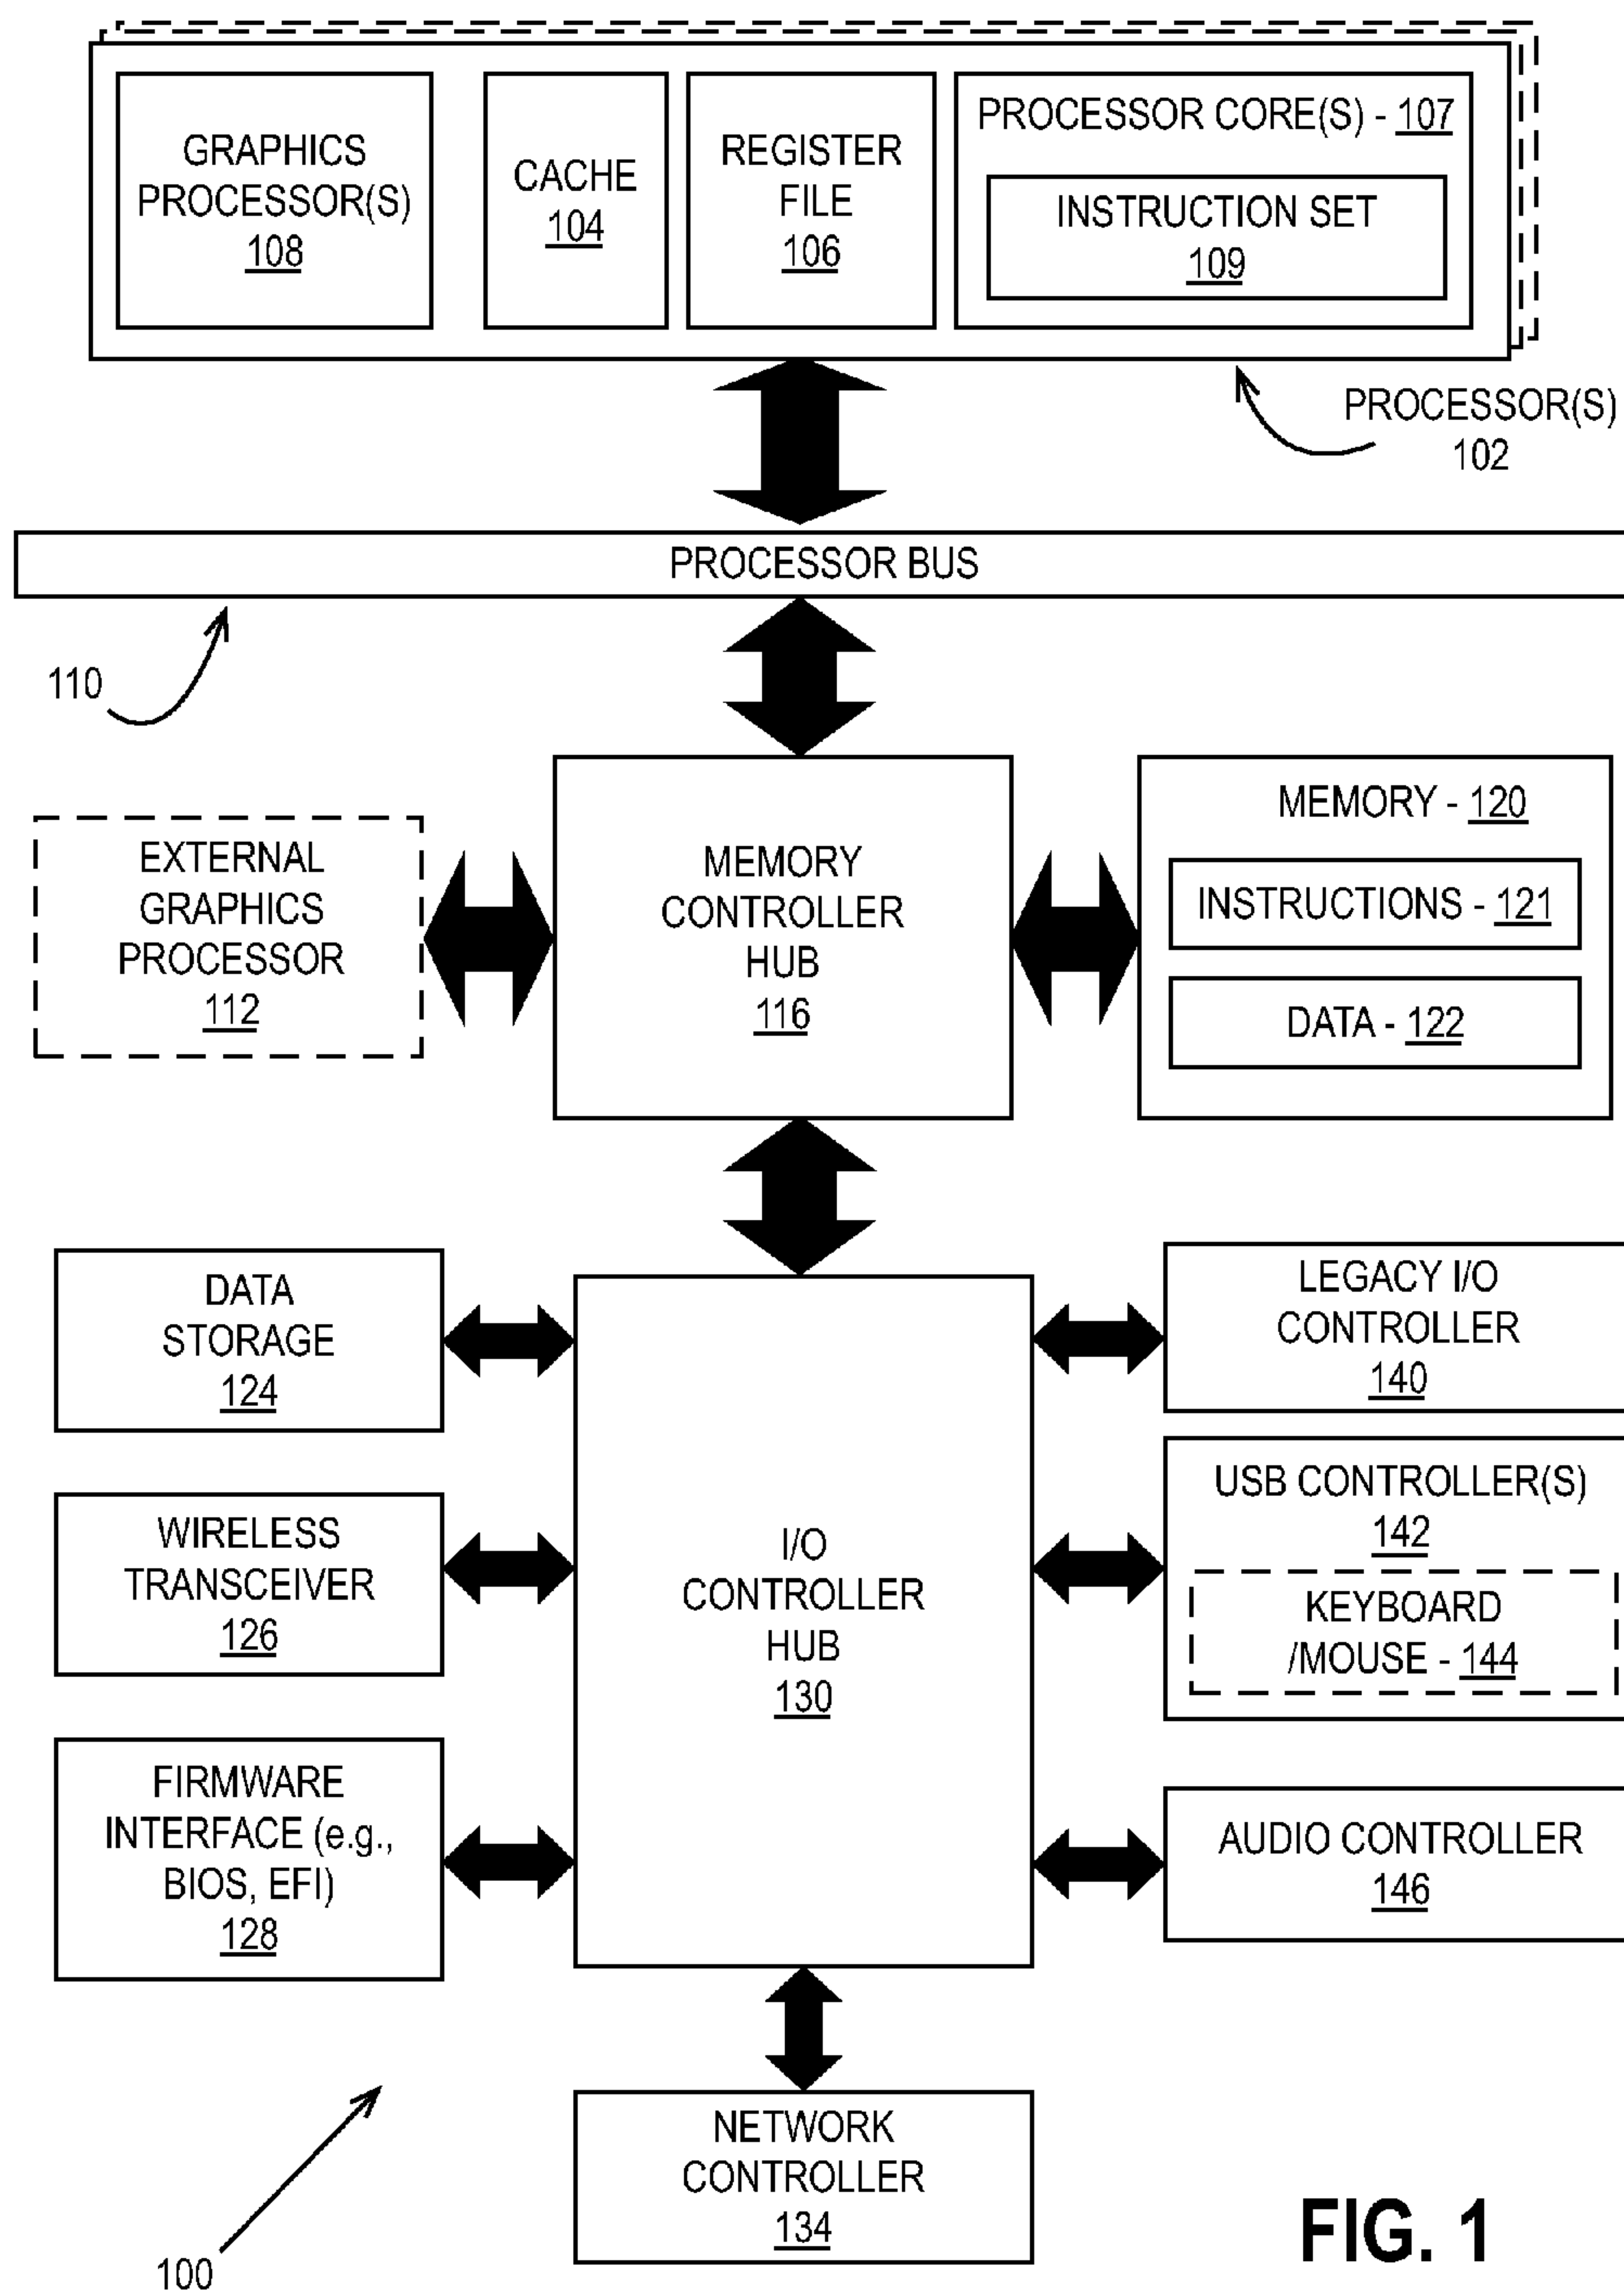 GRAPHICS
PROCESSOR(S)
108
CACHE
104
REGISTER
FILE
106
PROCESSOR CORE(S) - 107
INSTRUCTION SET
109
PROCESSOR(S)
102
PROCESSOR BUS
110
EXTERNAL
GRAPHICS
PROCESSOR
112
MEMORY
CONTROLLER
HUB
116
MEMORY - 120
INSTRUCTIONS - 121
DATA - 122
DATA
STORAGE
124
WIRELESS
TRANSCEIVER
126
FIRMWARE
INTERFACE (e.g.,
BIOS, EFI)
128
I/O
CONTROLLER
HUB
130
LEGACY I/O
CONTROLLER
140
USB CONTROLLER(S)
142
KEYBOARD
/MOUSE - 144
AUDIO CONTROLLER
146
NETWORK
CONTROLLER
134
100
FIG. 1